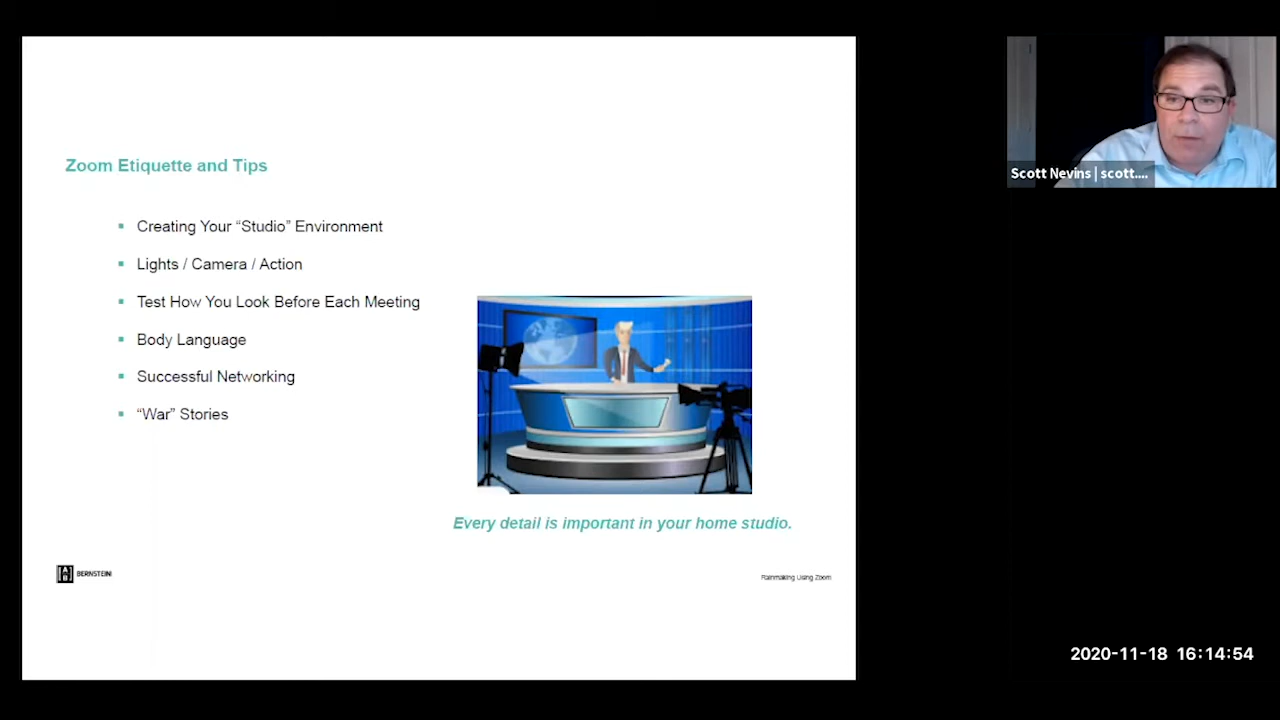 Zoom Etiquette and Tips
Creating Your “Studio” Environment
Lights / Camera / Action
Test How You Look Before Each Meeting
Body Language
Successful Networking
“War” Stories
Every detail is important in your home studio.
AB BERNSTEIN
Rainmaking Using Zoom
Scott Nevins | scott....
2020-11-18 16:14:54